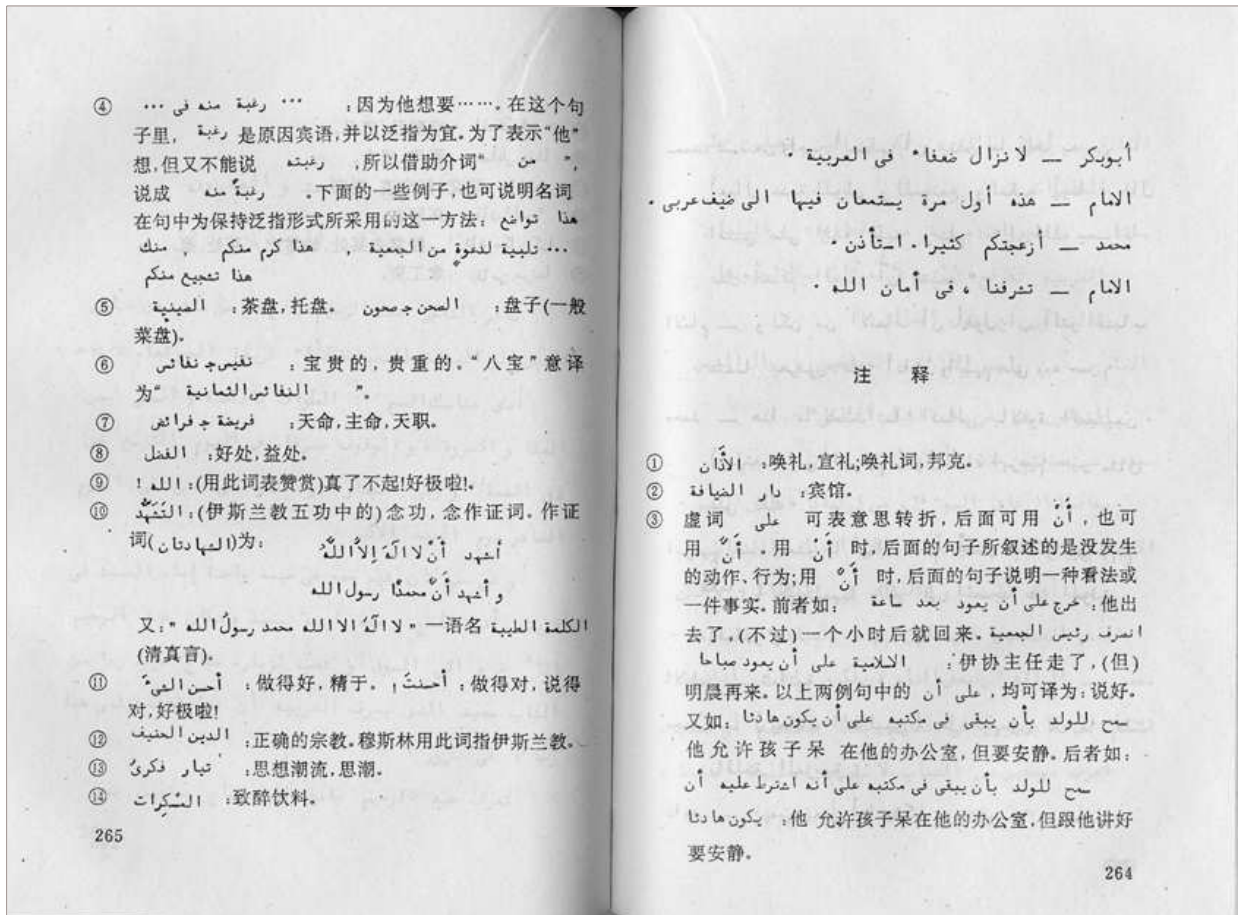 أبوبكر ــ لا نزال ضعفاء فى العربية .
الامام ــ هذه أول مرة يستمعان فيها الى ضيف عربى .
محمد ــ أزعجتكم كثيرا . استأذن .
الامام ــ تشرفنا ، فى أمان الله .
注 释
① الأذَان :唤礼,宣礼;唤礼词,邦克。
② دار الضيافة :宾馆。
③ 虚词 على 可表意思转折,后面可用 أنْ ,也可
用 أنَّ 。用 أنْ 时,后面的句子所叙述的是没发生
的动作、行为;用 أنَّ 时,后面的句子说明一种看法或
一件事实。前者如: خرج على أن يعود بعد ساعة :他出
去了,(不过)一个小时后就回来。 انصرف رئيس الجمعية
الاسلامية على أن يعود صباحا :伊协主任走了,(但)
明晨再来。以上两例句中的 على أن ,均可译为:说好。
又如: سمح للولد بأن يبقى فى مكتبه على أن يكون هادئا
他允许孩子呆 在他的办公室,但要安静。后者如:
سمح للولد بأن يبقى فى مكتبه على أنه اشترط عليه أن
يكون هادئا :他 允许孩子呆在他的办公室,但跟他讲好
要安静。
264
④ ··· رغبة منه فى ··· :因为他想要……。在这个句
子里, رغبة 是原因宾语,并以泛指为宜。为了表示“他”
想,但又不能说 رغبته ,所以借助介词“ من ”,
说成 رغبةً منه 。下面的一些例子,也可说明名词
在句中为保持泛指形式所采用的这一方法: هذا تواضع
منك , هذا كرم منكم , ··· تلبية لدعوةٍ من الجمعية
هذا تشجيع منكم
⑤ الصينية :茶盘,托盘。 الصحن ج صحون :盘子(一般
菜盘)。
⑥ نفيس ج نفائس :宝贵的,贵重的。“八宝”意译
为“ النفائس الثمانية ”。
⑦ فريضة ج فرائض :天命,主命,天职。
⑧ الفضل :好处,益处。
⑨ الله ! :(用此词表赞赏)真了不起!好极啦!。
⑩ التَّشَهُّد :(伊斯兰教五功中的)念功,念作证词。作证
词(الشهادتان)为:
أشهد أنْ لا الَهَ إلاَّ اللَّهُ
و أشهد أنَّ محمدًا رسول الله
又: « لا الَهَ الا الله محمد رسولُ الله » 一语名 الكلمة الطيبة
(清真言)。
⑪ أحسن الشىءَ :做得好,精于。 أحسنتَ ! :做得对,说得
对,好极啦!
⑫ الدين الحنيف :正确的宗教。穆斯林用此词指伊斯兰教。
⑬ تيار فكرىّ :思想潮流,思潮。
⑭ المُسْكِرات :致醉饮料。
265